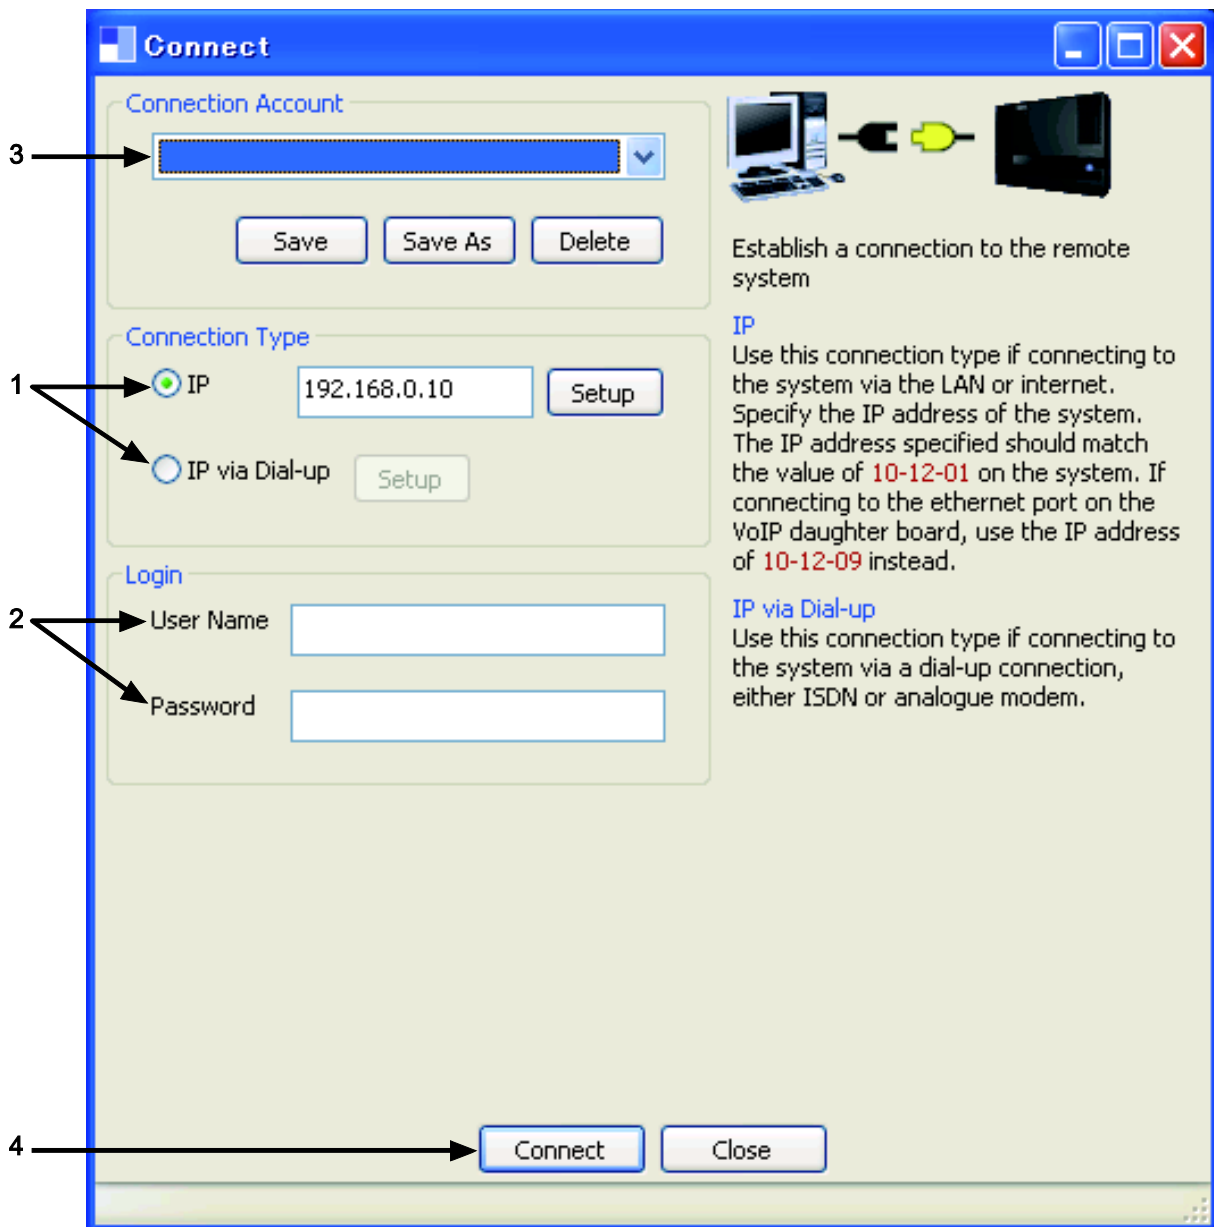 Connect
Connection Account
3
Save
Save As
Delete
Connection Type
1
IP
192.168.0.10
Setup
IP via Dial-up
Setup
Login
2
User Name
Password
Establish a connection to the remote
system
IP
Use this connection type if connecting to
the system via the LAN or internet.
Specify the IP address of the system.
The IP address specified should match
the value of 10-12-01 on the system. If
connecting to the ethernet port on the
VoIP daughter board, use the IP address
of 10-12-09 instead.
IP via Dial-up
Use this connection type if connecting to
the system via a dial-up connection,
either ISDN or analogue modem.
4
Connect
Close